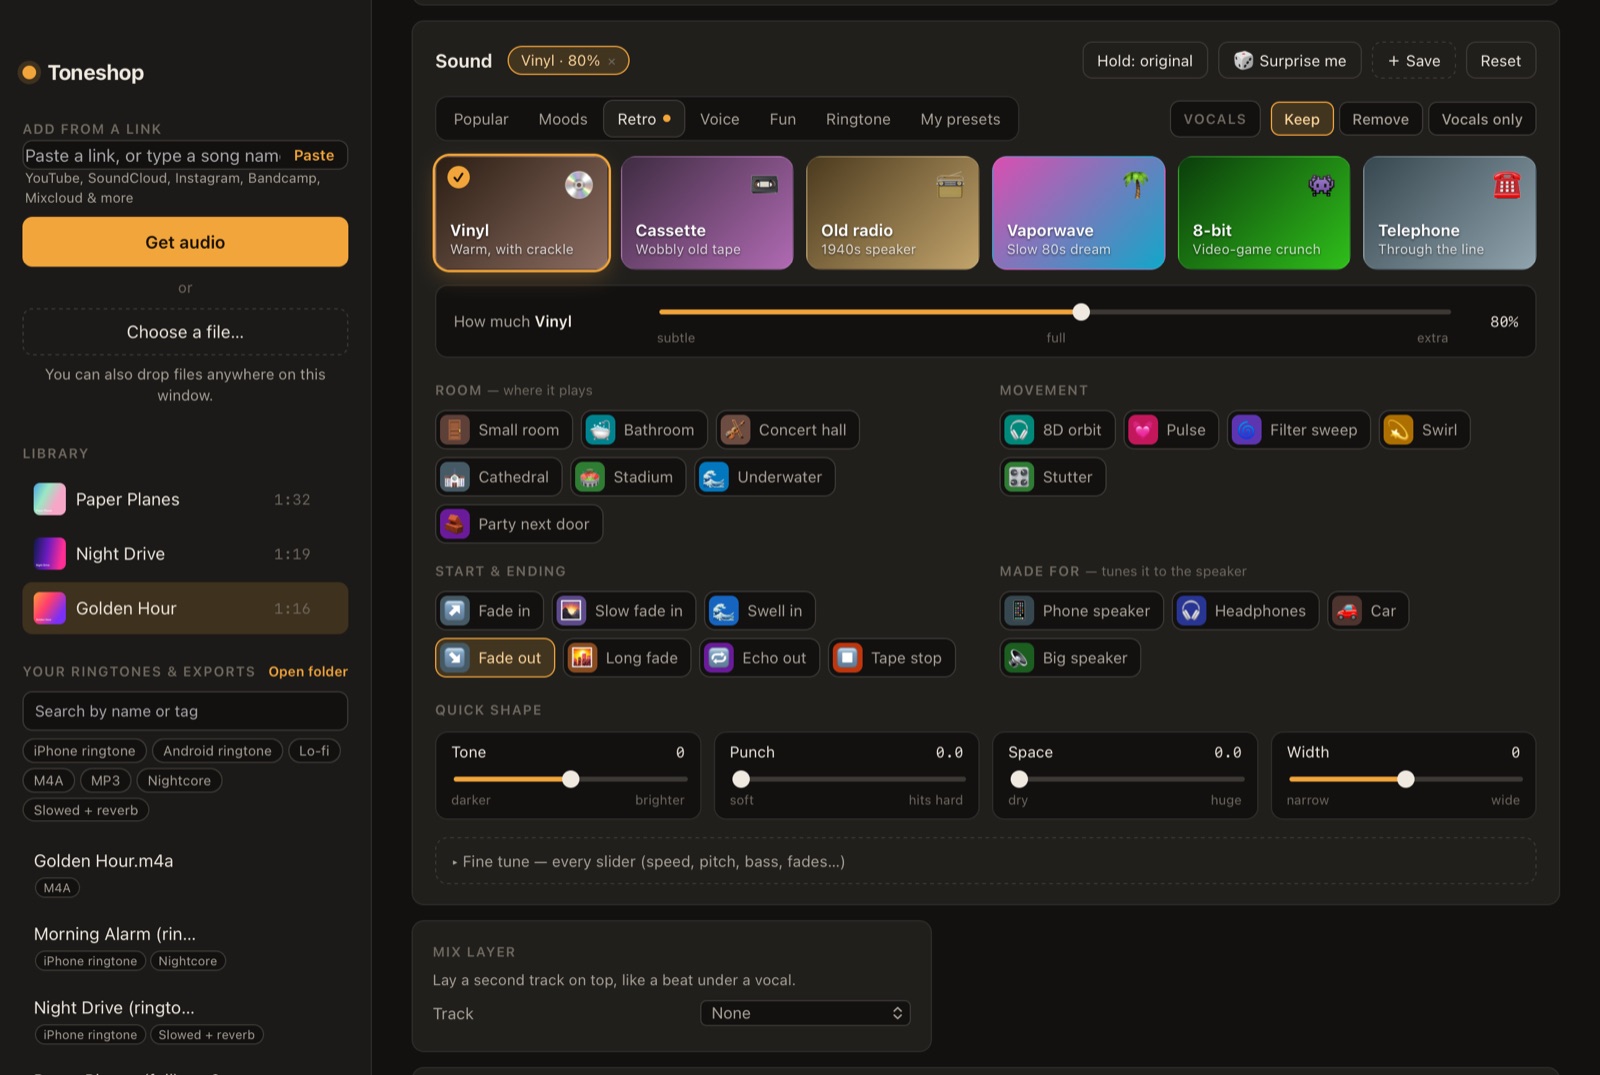 Toneshop
ADD FROM A LINK
Paste a link, or type a song nam
Paste
YouTube, SoundCloud, Instagram, Bandcamp,
Mixcloud & more
Get audio
or
Choose a file...
You can also drop files anywhere on this
window.
LIBRARY
Paper Planes 1:32
Night Drive 1:19
Golden Hour 1:16
YOUR RINGTONES & EXPORTS Open folder
Search by name or tag
iPhone ringtone Android ringtone Lo-fi
M4A MP3 Nightcore
Slowed + reverb
Golden Hour.m4a
M4A
Morning Alarm (rin...
iPhone ringtone Nightcore
Night Drive (ringto...
iPhone ringtone Slowed + reverb
Sound Vinyl · 80% × Hold: original Surprise me + Save Reset
Popular Moods Retro Voice Fun Ringtone My presets VOCALS Keep Remove Vocals only
Vinyl
Warm, with crackle
Cassette
Wobbly old tape
Old radio
1940s speaker
Vaporwave
Slow 80s dream
8-bit
Video-game crunch
Telephone
Through the line
How much Vinyl 80%
subtle full extra
ROOM — where it plays
Small room Bathroom Concert hall
Cathedral Stadium Underwater
Party next door
MOVEMENT
8D orbit Pulse Filter sweep Swirl
Stutter
START & ENDING
Fade in Slow fade in Swell in
Fade out Long fade Echo out Tape stop
MADE FOR — tunes it to the speaker
Phone speaker Headphones Car
Big speaker
QUICK SHAPE
Tone 0
darker brighter
Punch 0.0
soft hits hard
Space 0.0
dry huge
Width 0
narrow wide
▸ Fine tune — every slider (speed, pitch, bass, fades...)
MIX LAYER
Lay a second track on top, like a beat under a vocal.
Track None